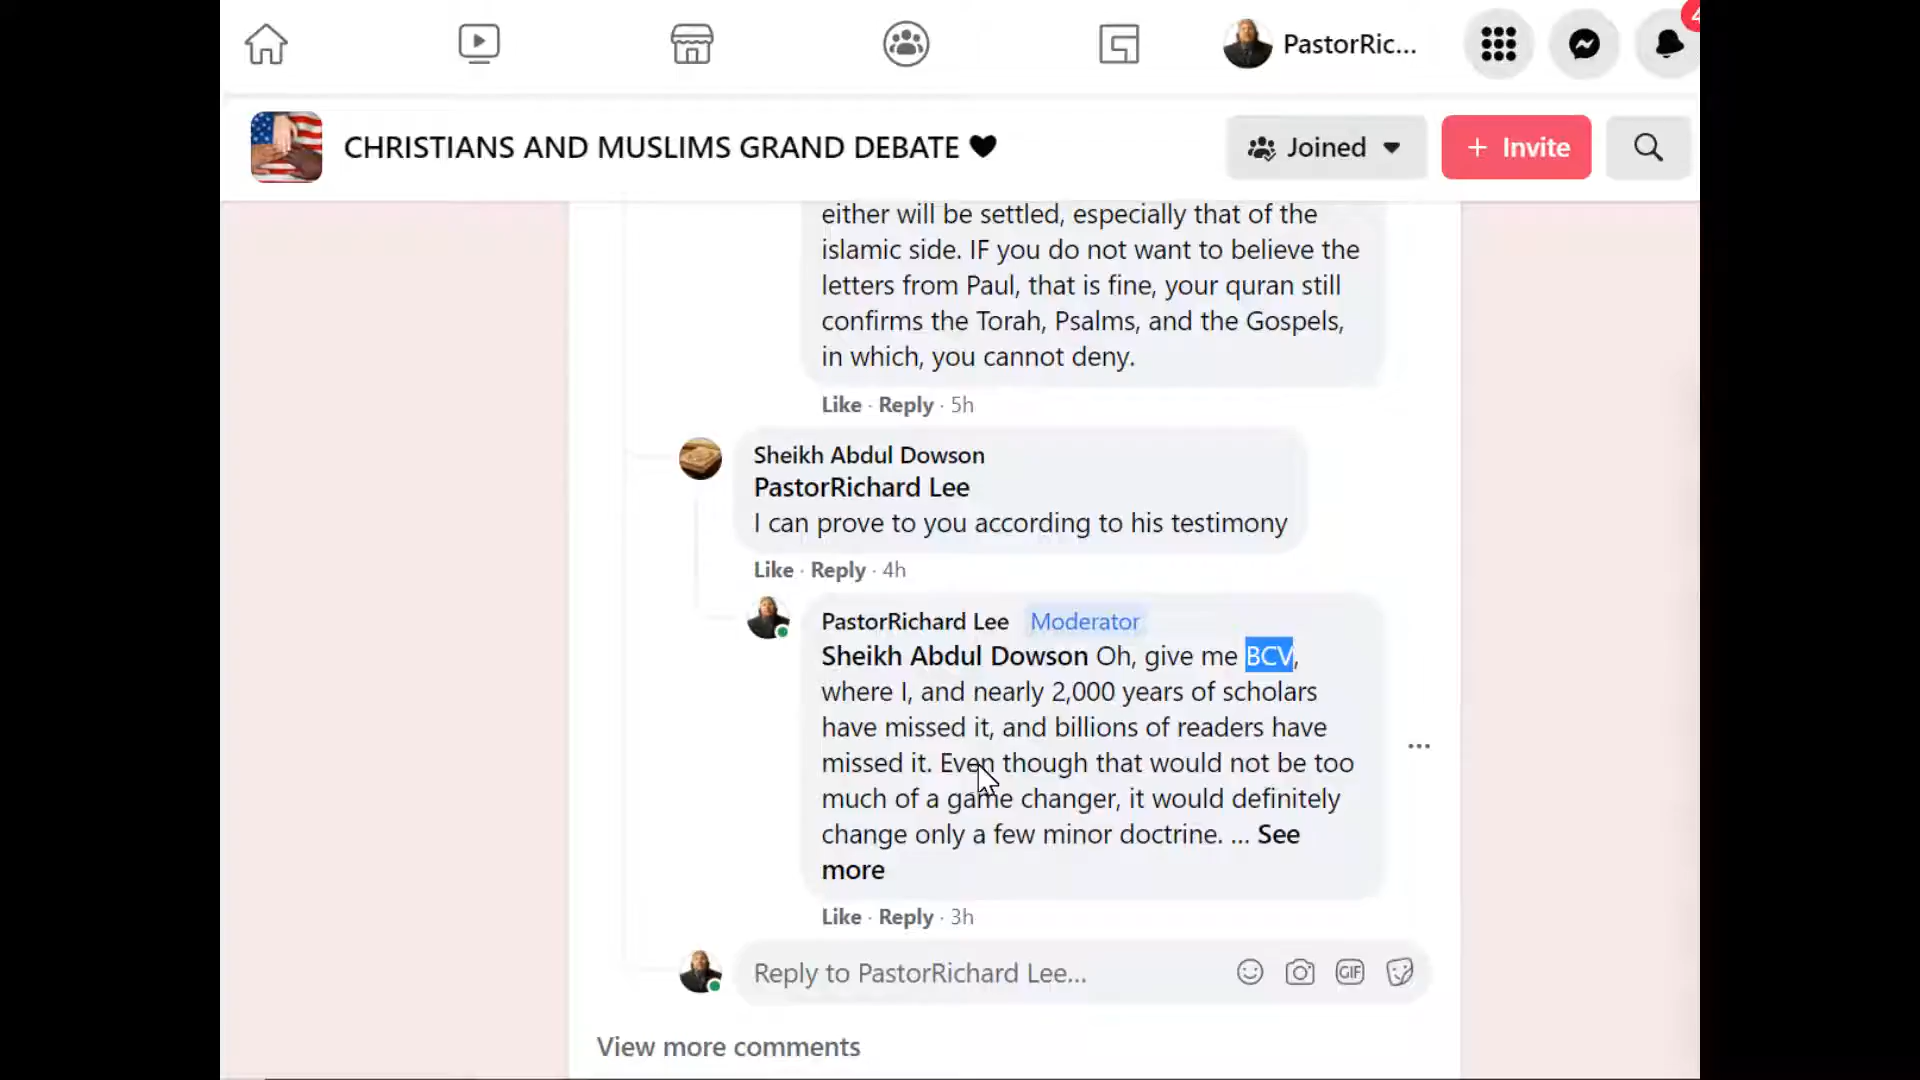 PastorRic...
CHRISTIANS AND MUSLIMS GRAND DEBATE 🖤
Joined
+ Invite
either will be settled, especially that of the
islamic side. IF you do not want to believe the
letters from Paul, that is fine, your quran still
confirms the Torah, Psalms, and the Gospels,
in which, you cannot deny.
Like · Reply · 5h
Sheikh Abdul Dowson
PastorRichard Lee
I can prove to you according to his testimony
Like · Reply · 4h
PastorRichard Lee Moderator
Sheikh Abdul Dowson Oh, give me BCV,
where I, and nearly 2,000 years of scholars
have missed it, and billions of readers have
missed it. Even though that would not be too
much of a game changer, it would definitely
change only a few minor doctrine. ... See
more
Like · Reply · 3h
Reply to PastorRichard Lee...
GIF
View more comments